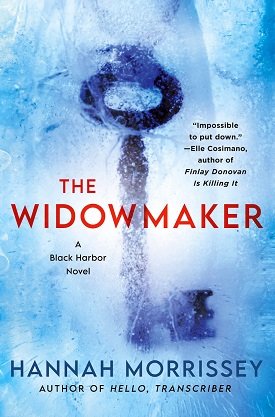 “Impossible
to put down.”
—Elle Cosimano,
author of
Finlay Donovan
Is Killing It
THE
WIDOWMAKER
A
Black Harbor
Novel
HANNAH MORRISSEY
AUTHOR OF HELLO, TRANSCRIBER